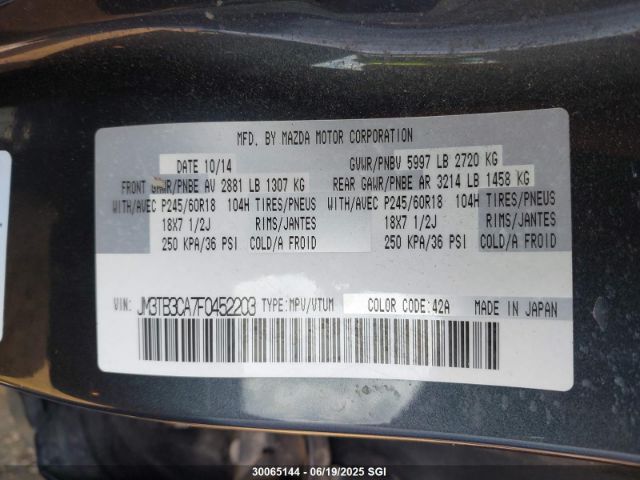 MFD. BY MAZDA MOTOR CORPORATION
DATE 10/14 GVWR/PNBV 5997 LB 2720 KG
FRONT GAWR/PNBE AV 2881 LB 1307 KG REAR GAWR/PNBE AR 3214 LB 1458 KG
WITH/AVEC P245/60R18 104H TIRES/PNEUS WITH/AVEC P245/60R18 104H TIRES/PNEUS
18X7 1/2J RIMS/JANTES 18X7 1/2J RIMS/JANTES
250 KPA/36 PSI COLD/A FROID 250 KPA/36 PSI COLD/A FROID
VIN: JM3TB3CA7F0452203 TYPE:MPV/VTUM COLOR CODE:42A MADE IN JAPAN
30065144 - 06/19/2025 SGI